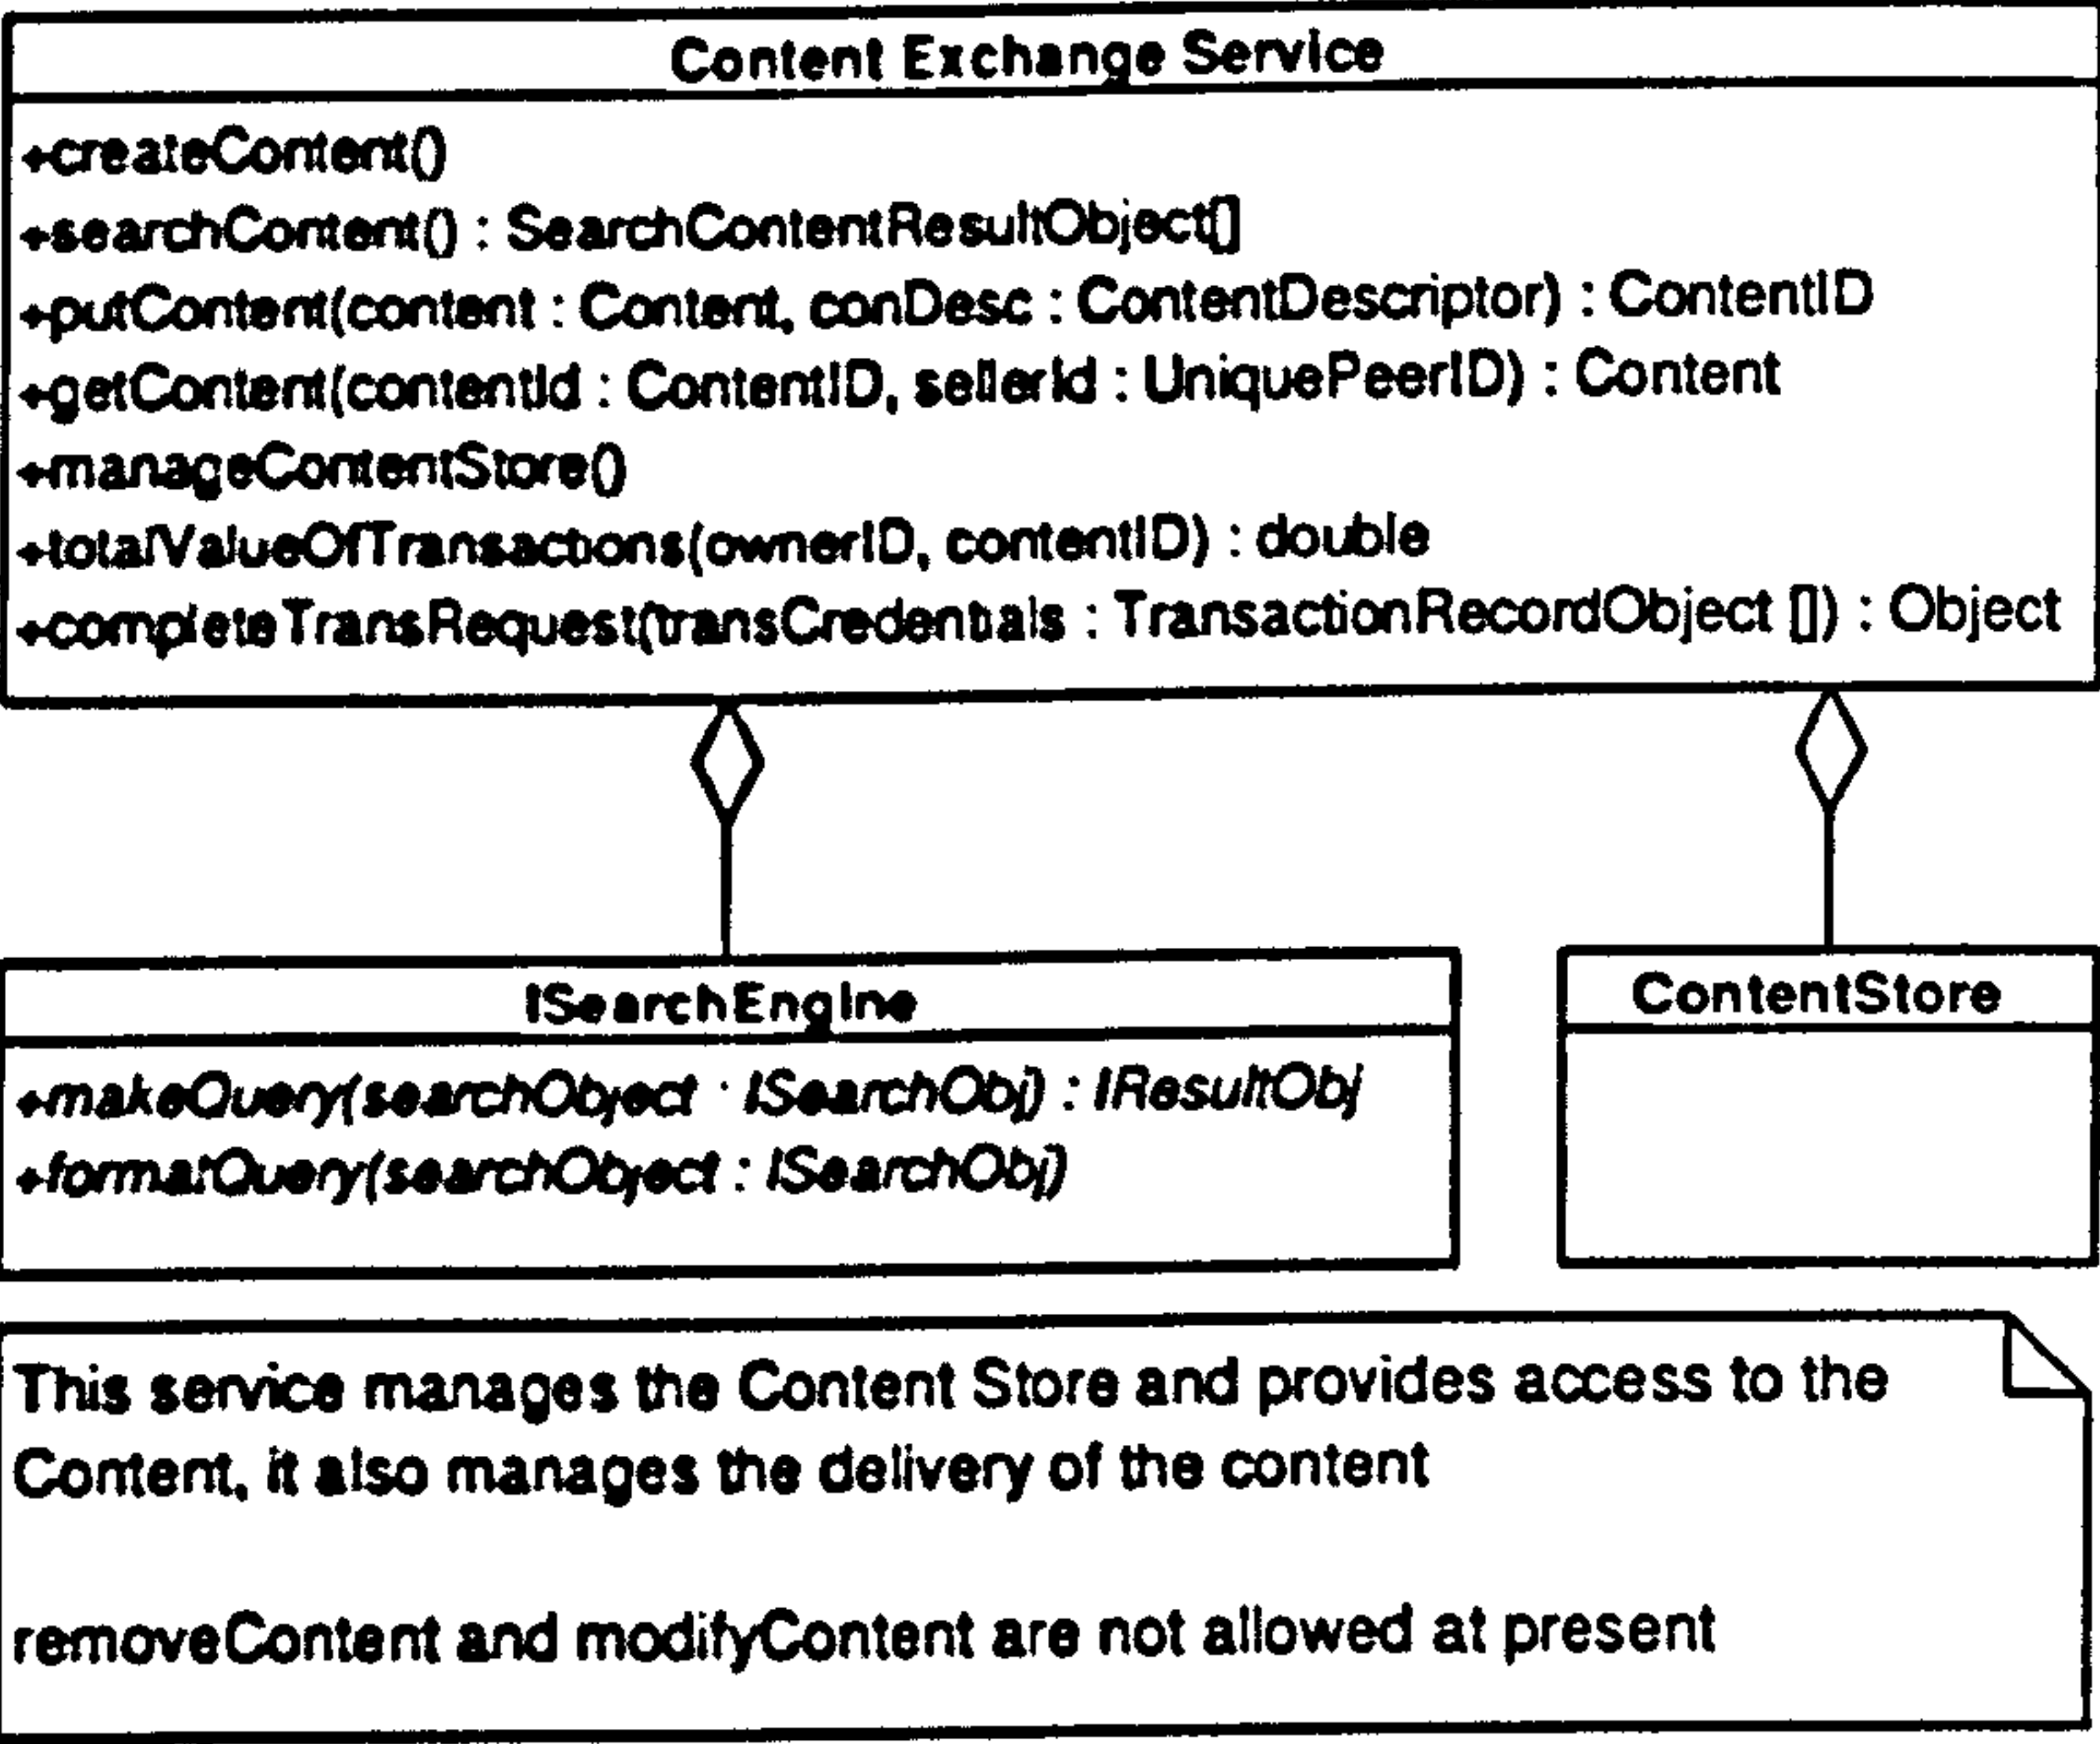 Content Exchange Service
+createContent()
+searchContent() : SearchContentResultObject[]
+putContent(content : Content, conDesc : ContentDescriptor) : ContentID
+getContent(contentId : ContentID, sellerId : UniquePeerID) : Content
+manageContentStore()
+totalValueOfTransactions(ownerID, contentID) : double
+completeTransRequest(transCredentials : TransactionRecordObject []) : Object
ISearchEngine
+makeQuery(searchObject : ISearchObj) : IResultObj
+formatQuery(searchObject : ISearchObj)
ContentStore
This service manages the Content Store and provides access to the
Content, it also manages the delivery of the content
removeContent and modifyContent are not allowed at present